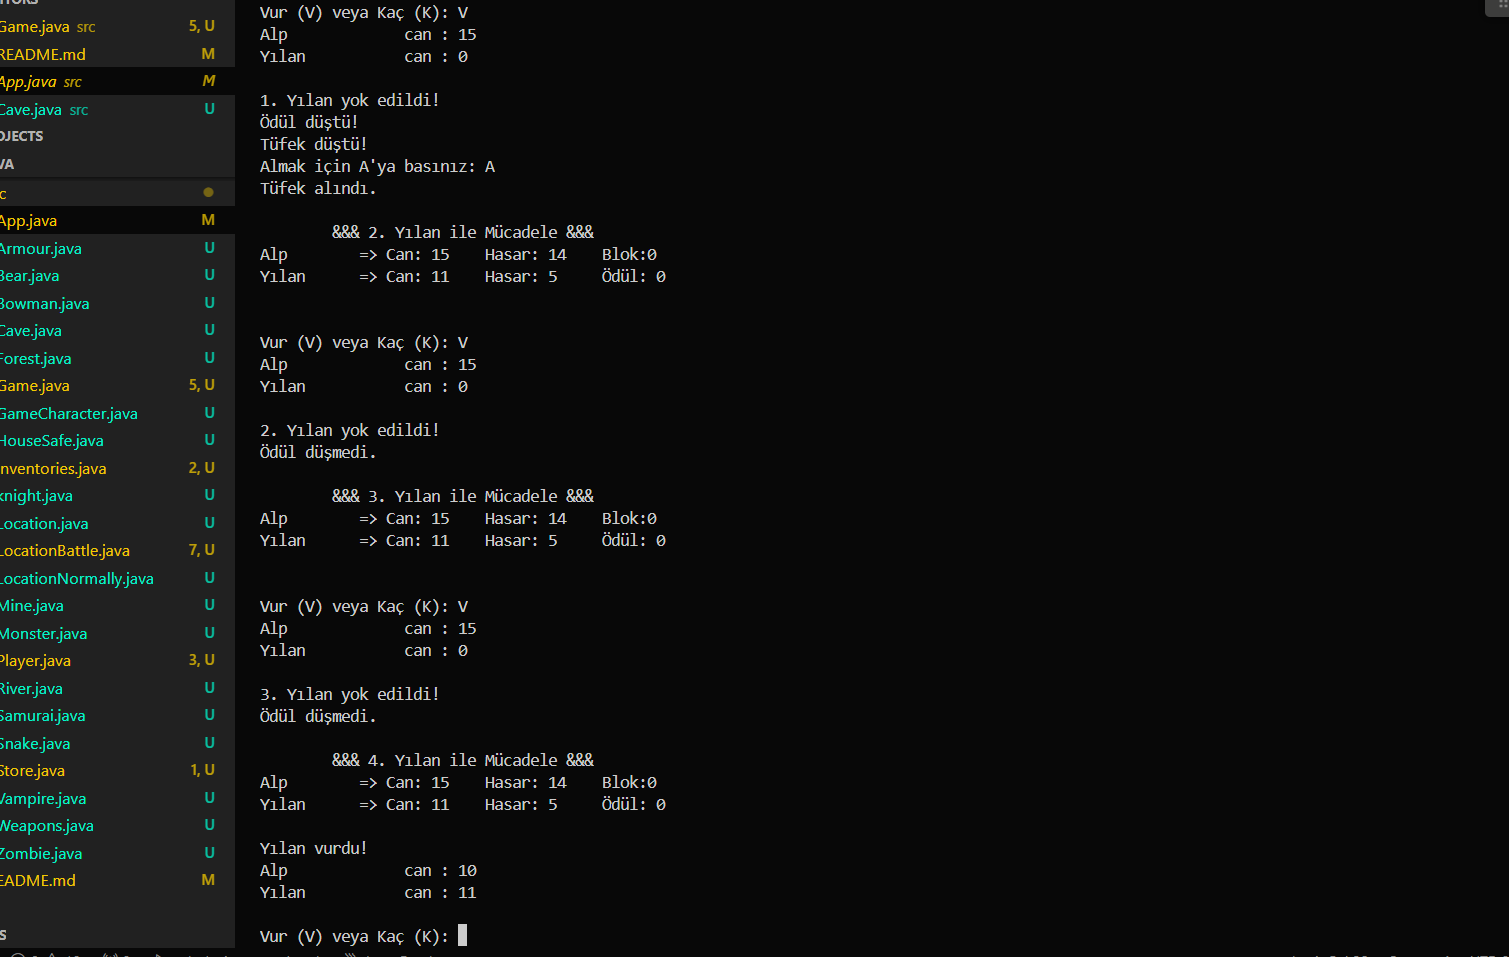 Game.java src 5, U
README.md M
App.java src M
Cave.java src U
App.java M
Armour.java U
Bear.java U
Bowman.java U
Cave.java U
Forest.java U
Game.java 5, U
GameCharacter.java U
HouseSafe.java U
Inventories.java 2, U
knight.java U
Location.java U
LocationBattle.java 7, U
LocationNormally.java U
Mine.java U
Monster.java U
Player.java 3, U
River.java U
Samurai.java U
Snake.java U
Store.java 1, U
Vampire.java U
Weapons.java U
Zombie.java U
README.md M
Vur (V) veya Kaç (K): V
Alp can : 15
Yılan can : 0
1. Yılan yok edildi!
Ödül düştü!
Tüfek düştü!
Almak için A'ya basınız: A
Tüfek alındı.
&&& 2. Yılan ile Mücadele &&&
Alp => Can: 15 Hasar: 14 Blok:0
Yılan => Can: 11 Hasar: 5 Ödül: 0
Vur (V) veya Kaç (K): V
Alp can : 15
Yılan can : 0
2. Yılan yok edildi!
Ödül düşmedi.
&&& 3. Yılan ile Mücadele &&&
Alp => Can: 15 Hasar: 14 Blok:0
Yılan => Can: 11 Hasar: 5 Ödül: 0
Vur (V) veya Kaç (K): V
Alp can : 15
Yılan can : 0
3. Yılan yok edildi!
Ödül düşmedi.
&&& 4. Yılan ile Mücadele &&&
Alp => Can: 15 Hasar: 14 Blok:0
Yılan => Can: 11 Hasar: 5 Ödül: 0
Yılan vurdu!
Alp can : 10
Yılan can : 11
Vur (V) veya Kaç (K):